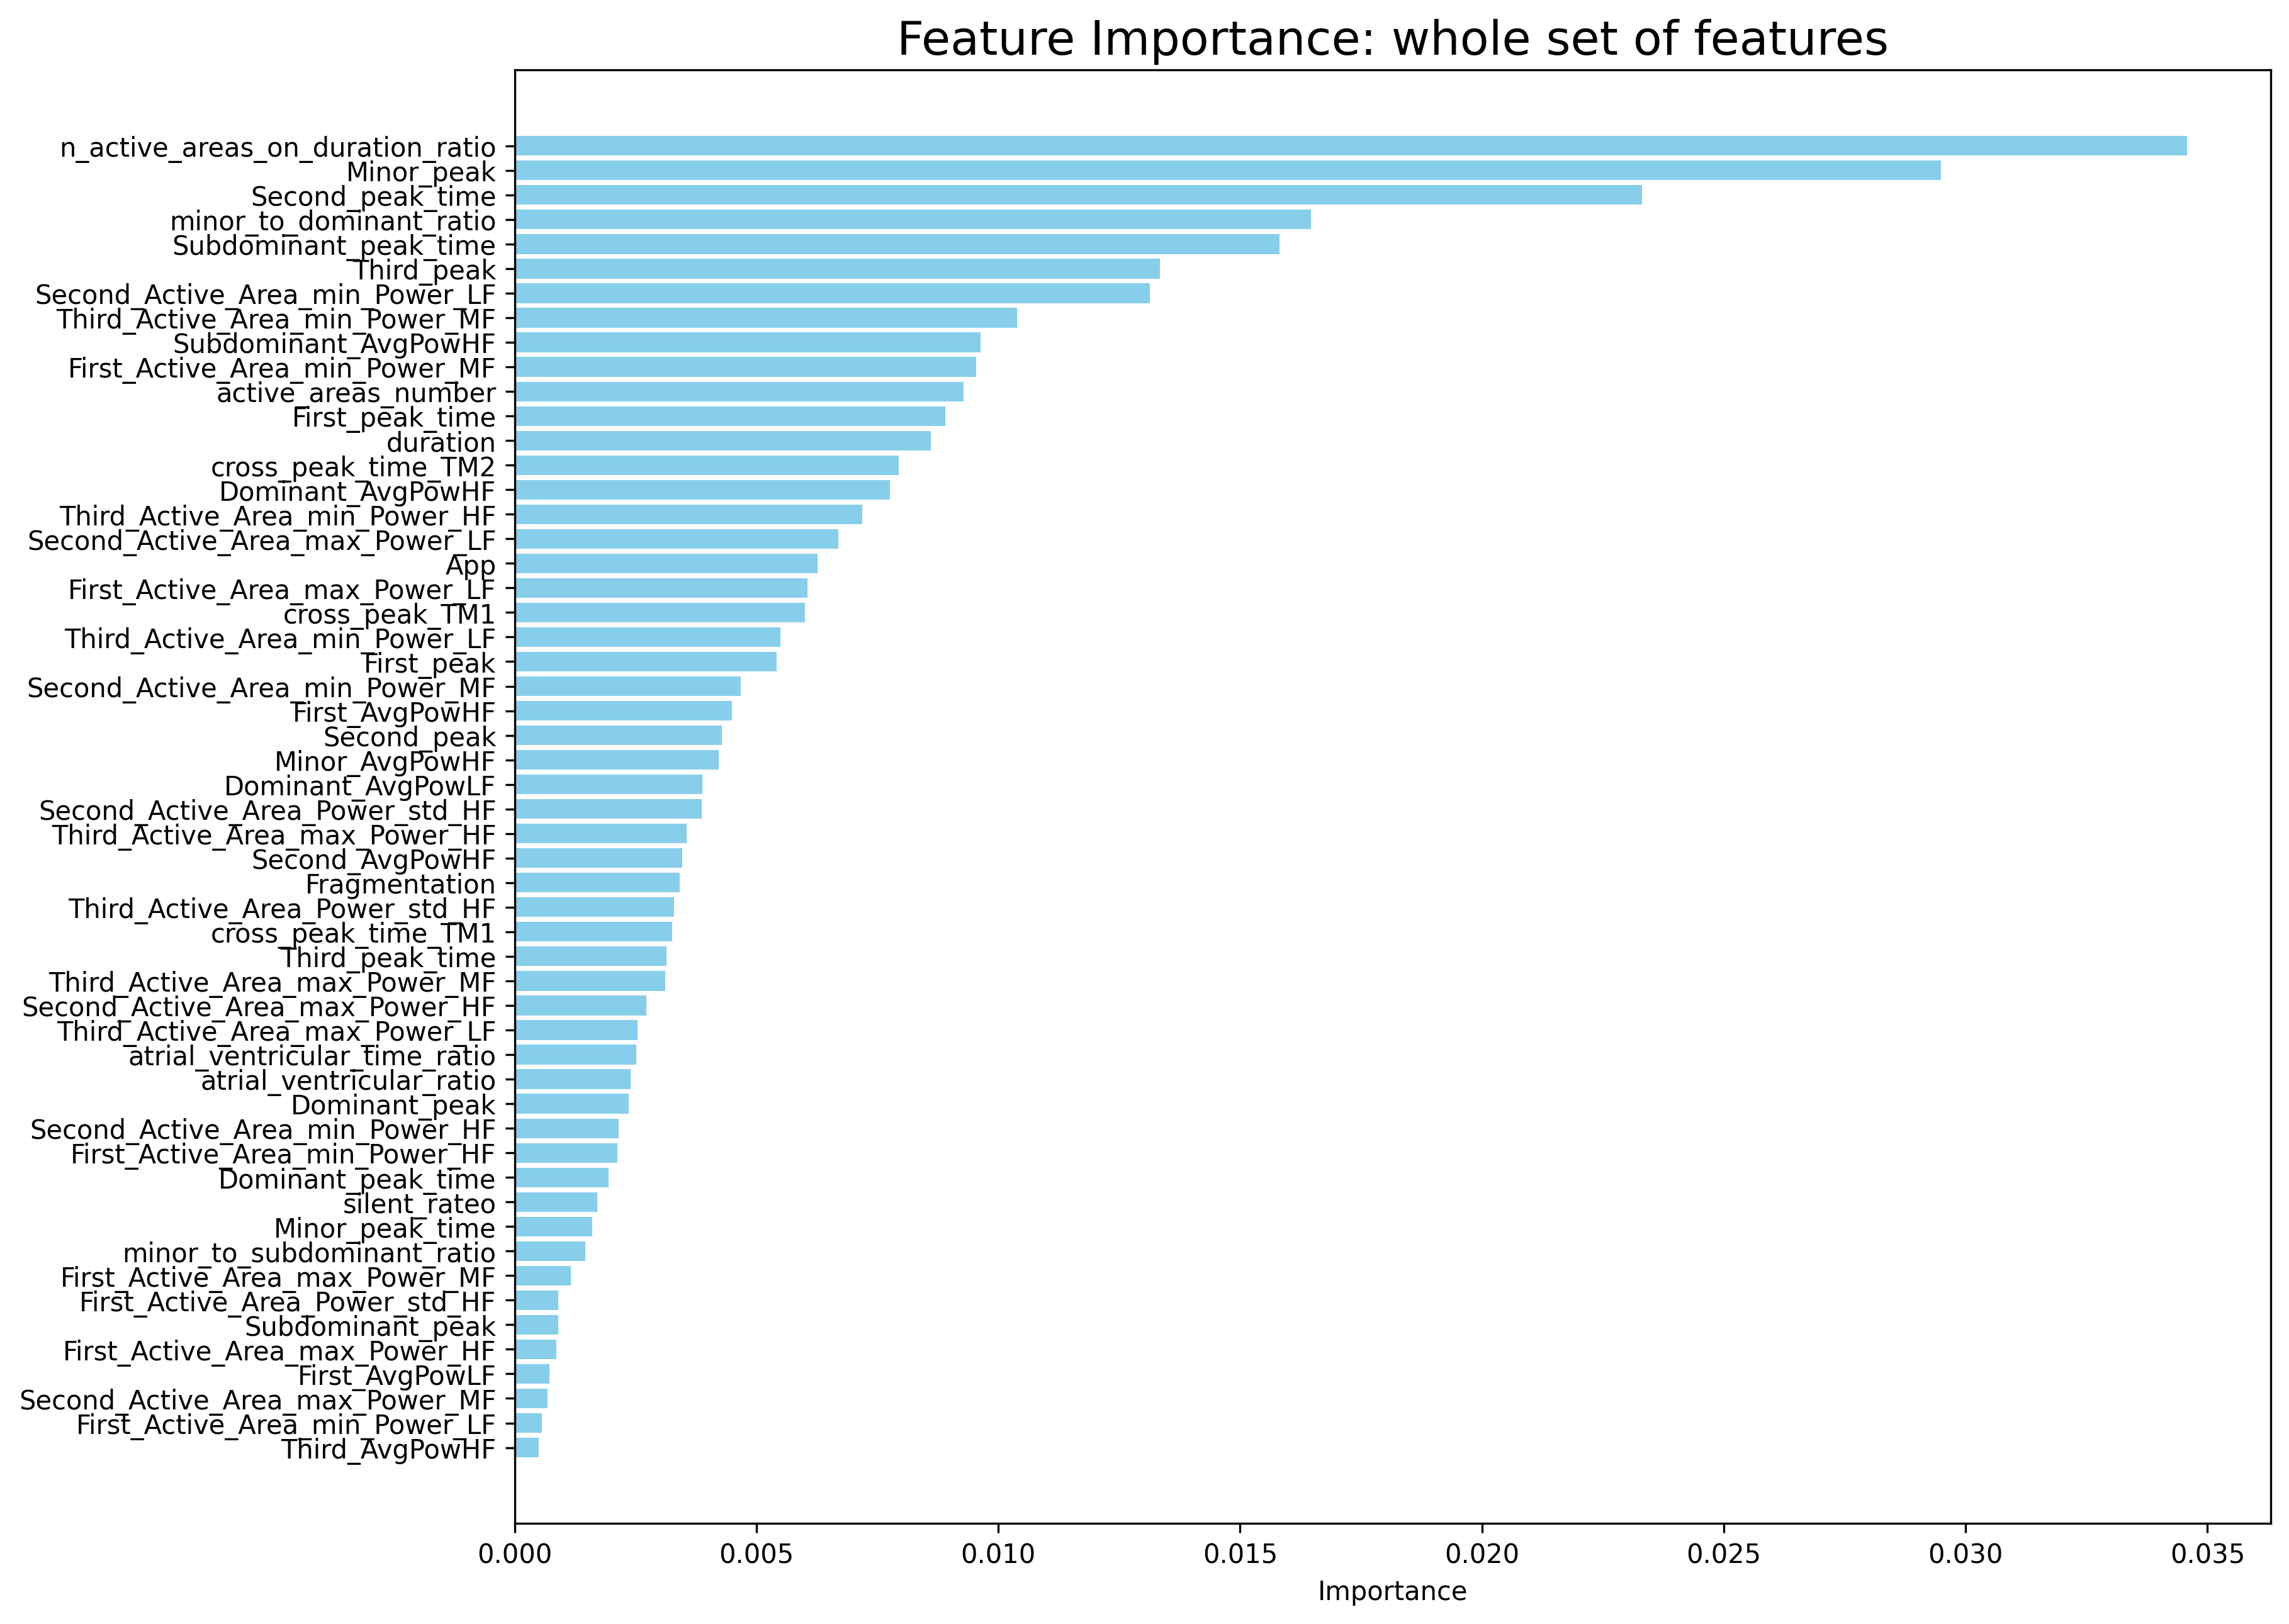 Feature Importance: whole set of features
n_active_areas_on_duration_ratio
Minor_peak
Second_peak_time
minor_to_dominant_ratio
Subdominant_peak_time
Third_peak
Second_Active_Area_min_Power_LF
Third_Active_Area_min_Power_MF
Subdominant_AvgPowHF
First_Active_Area_min_Power_MF
active_areas_number
First_peak_time
duration
cross_peak_time_TM2
Dominant_AvgPowHF
Third_Active_Area_min_Power_HF
Second_Active_Area_max_Power_LF
App
First_Active_Area_max_Power_LF
cross_peak_TM1
Third_Active_Area_min_Power_LF
First_peak
Second_Active_Area_min_Power_MF
First_AvgPowHF
Second_peak
Minor_AvgPowHF
Dominant_AvgPowLF
Second_Active_Area_Power_std_HF
Third_Active_Area_max_Power_HF
Second_AvgPowHF
Fragmentation
Third_Active_Area_Power_std_HF
cross_peak_time_TM1
Third_peak_time
Third_Active_Area_max_Power_MF
Second_Active_Area_max_Power_HF
Third_Active_Area_max_Power_LF
atrial_ventricular_time_ratio
atrial_ventricular_ratio
Dominant_peak
Second_Active_Area_min_Power_HF
First_Active_Area_min_Power_HF
Dominant_peak_time
silent_rateo
Minor_peak_time
minor_to_subdominant_ratio
First_Active_Area_max_Power_MF
First_Active_Area_Power_std_HF
Subdominant_peak
First_Active_Area_max_Power_HF
First_AvgPowLF
Second_Active_Area_max_Power_MF
First_Active_Area_min_Power_LF
Third_AvgPowHF
0.000 0.005 0.010 0.015 0.020 0.025 0.030 0.035
Importance